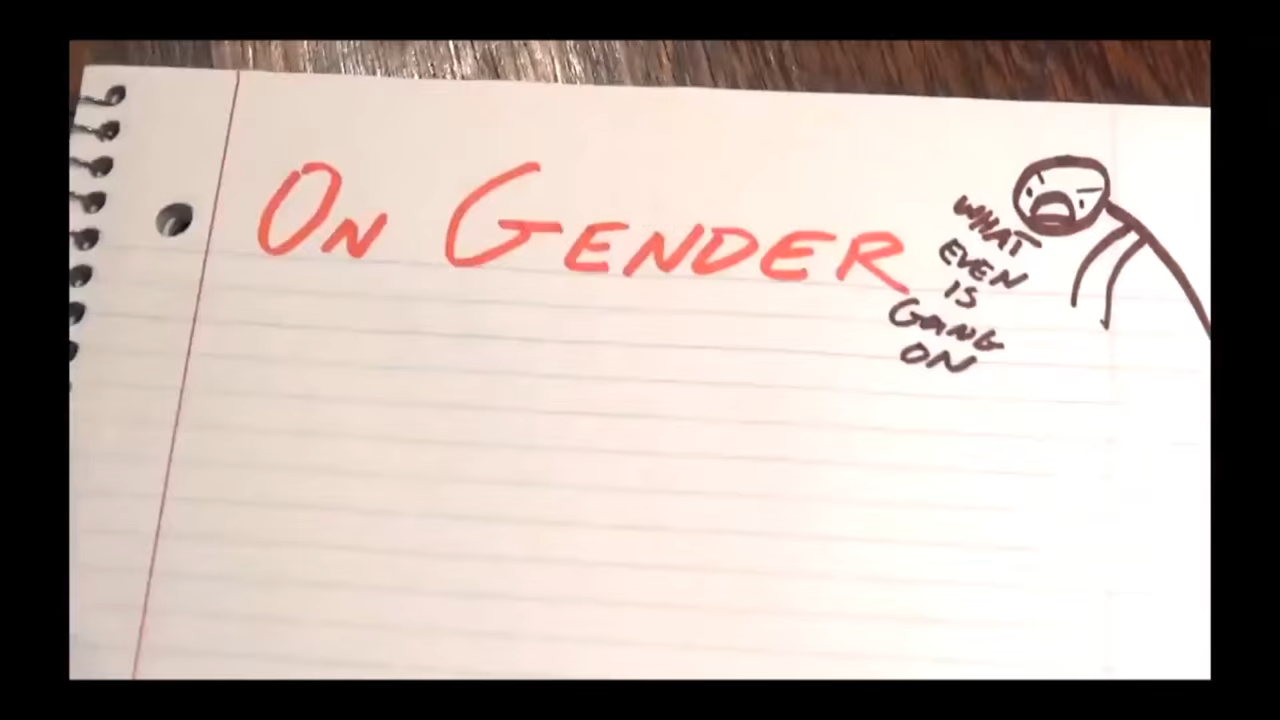 On GENDER
WHAT
EVEN
IS
GOING
ON